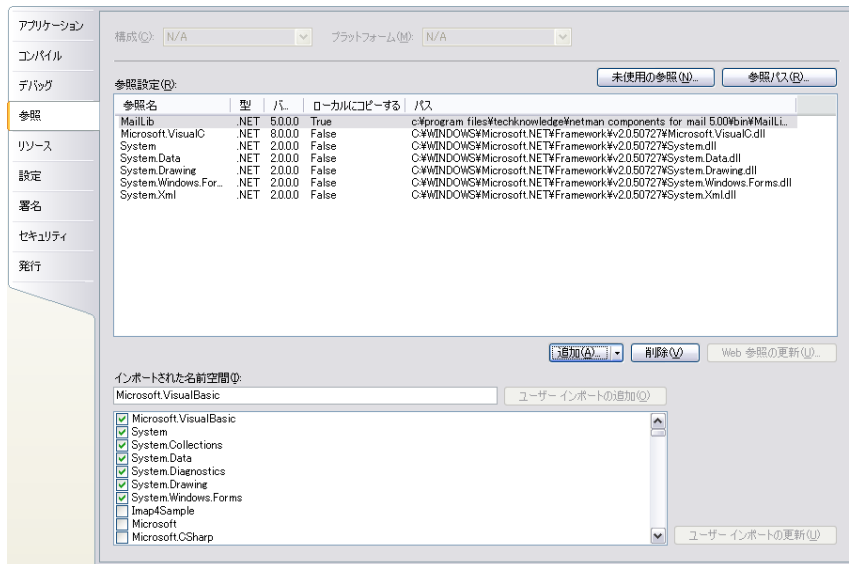 アプリケーション
コンパイル
デバッグ
参照
リソース
設定
署名
セキュリティ
発行
構成(C): N/A プラットフォーム(M): N/A
参照設定(R): 未使用の参照(N)... 参照パス(R)...
参照名 型 バ... ローカルにコピーする パス
MailLib .NET 5.0.0.0 True c:¥program files¥techknowledge¥netman components for mail 5.00¥bin¥MailLi...
Microsoft.VisualC .NET 8.0.0.0 False C:¥WINDOWS¥Microsoft.NET¥Framework¥v2.0.50727¥Microsoft.VisualC.dll
System .NET 2.0.0.0 False C:¥WINDOWS¥Microsoft.NET¥Framework¥v2.0.50727¥System.dll
System.Data .NET 2.0.0.0 False C:¥WINDOWS¥Microsoft.NET¥Framework¥v2.0.50727¥System.Data.dll
System.Drawing .NET 2.0.0.0 False C:¥WINDOWS¥Microsoft.NET¥Framework¥v2.0.50727¥System.Drawing.dll
System.Windows.For... .NET 2.0.0.0 False C:¥WINDOWS¥Microsoft.NET¥Framework¥v2.0.50727¥System.Windows.Forms.dll
System.Xml .NET 2.0.0.0 False C:¥WINDOWS¥Microsoft.NET¥Framework¥v2.0.50727¥System.Xml.dll
追加(A)... 削除(V) Web 参照の更新(U)...
インポートされた名前空間(I):
Microsoft.VisualBasic ユーザー インポートの追加(O)
Microsoft.VisualBasic
System
System.Collections
System.Data
System.Diagnostics
System.Drawing
System.Windows.Forms
Imap4Sample
Microsoft
Microsoft.CSharp
ユーザー インポートの更新(U)